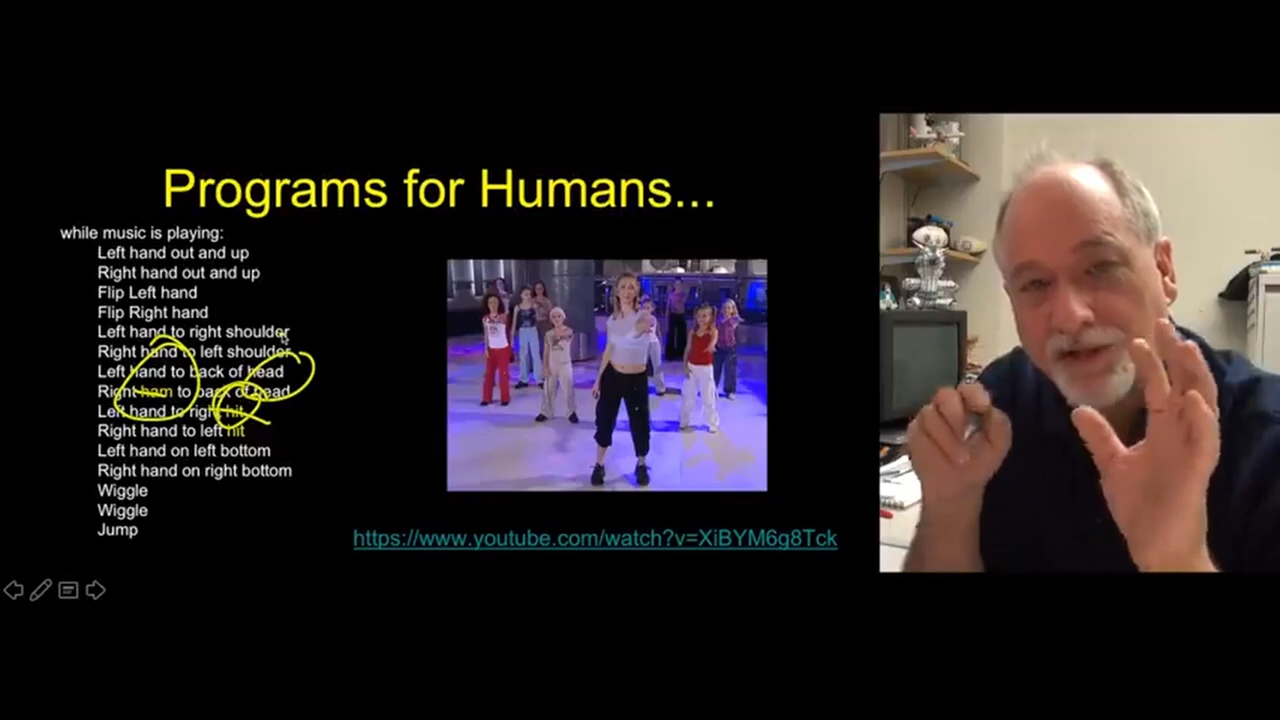 Programs for Humans...
while music is playing:
Left hand out and up
Right hand out and up
Flip Left hand
Flip Right hand
Left hand to right shoulder
Right hand to left shoulder
Left hand to back of head
Right ham to back of head
Left hand to right hit
Right hand to left hit
Left hand on left bottom
Right hand on right bottom
Wiggle
Wiggle
Jump
https://www.youtube.com/watch?v=XiBYM6g8Tck